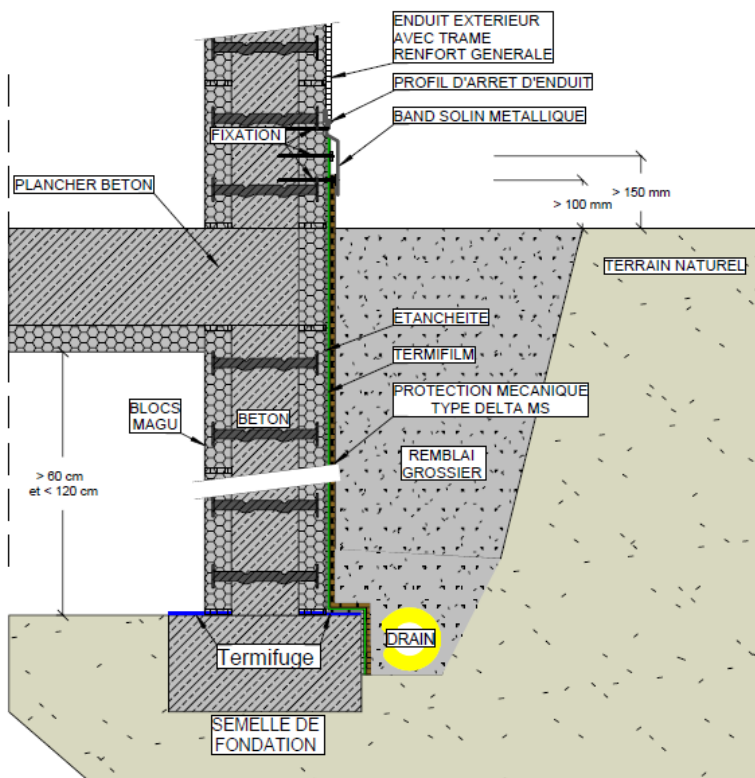 ENDUIT EXTERIEUR
AVEC TRAME
RENFORT GENERALE
PROFIL D'ARRET D'ENDUIT
BAND SOLIN METALLIQUE
FIXATION
PLANCHER BETON
> 150 mm
> 100 mm
TERRAIN NATUREL
ETANCHEITE
TERMIFILM
PROTECTION MECANIQUE
TYPE DELTA MS
BLOCS
MAGU
BETON
REMBLAI
GROSSIER
> 60 cm
et < 120 cm
DRAIN
Termifuge
SEMELLE DE
FONDATION